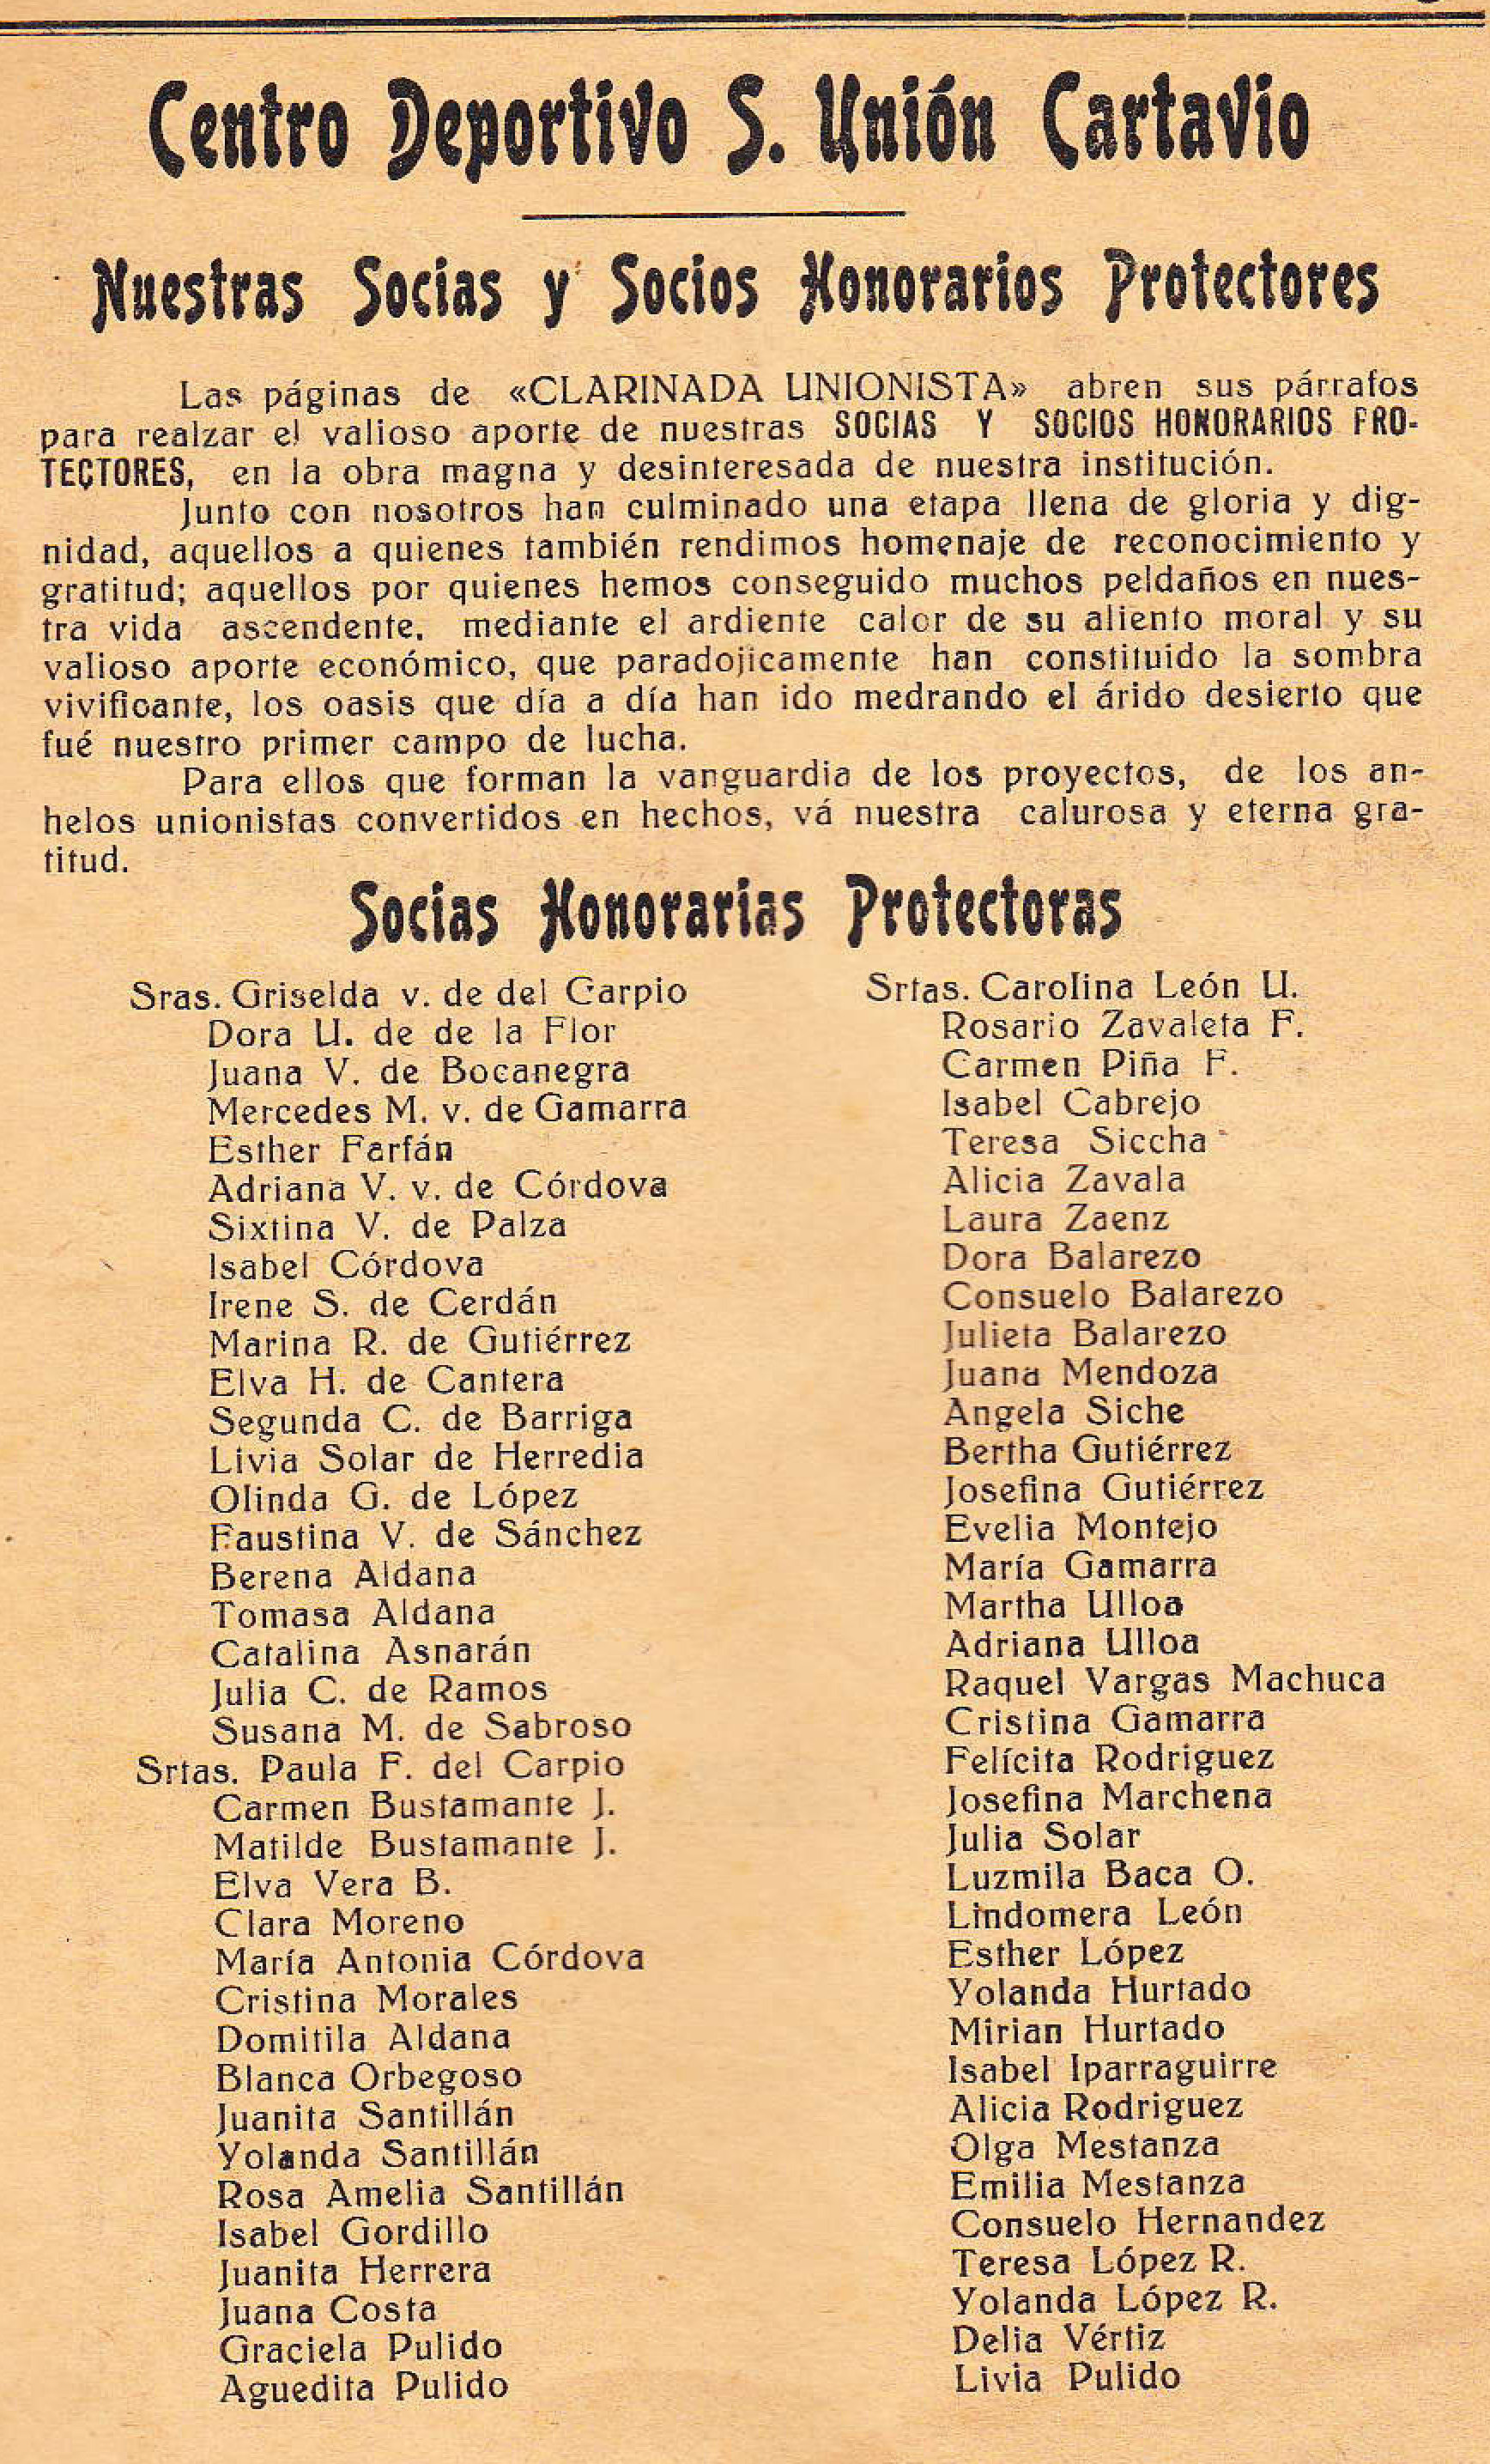 Centro Deportivo S. Unión Cartavio
Nuestras Socias y Socios Honorarios Protectores
Las páginas de «CLARINADA UNIONISTA» abren sus párrafos
para realzar el valioso aporte de nuestras SOCIAS Y SOCIOS HONORARIOS PRO-
TECTORES, en la obra magna y desinteresada de nuestra institución.
Junto con nosotros han culminado una etapa llena de gloria y dig-
nidad, aquellos a quienes también rendimos homenaje de reconocimiento y
gratitud; aquellos por quienes hemos conseguido muchos peldaños en nues-
tra vida ascendente, mediante el ardiente calor de su aliento moral y su
valioso aporte económico, que paradojicamente han constituido la sombra
vivificante, los oasis que día a día han ido medrando el árido desierto que
fué nuestro primer campo de lucha.
Para ellos que forman la vanguardia de los proyectos, de los an-
helos unionistas convertidos en hechos, vá nuestra calurosa y eterna gra-
titud.
Socias Honorarias Protectoras
Sras. Griselda v. de del Carpio
Dora U. de de la Flor
Juana V. de Bocanegra
Mercedes M. v. de Gamarra
Esther Farfán
Adriana V. v. de Córdova
Sixtina V. de Palza
Isabel Córdova
Irene S. de Cerdán
Marina R. de Gutiérrez
Elva H. de Cantera
Segunda C. de Barriga
Livia Solar de Herredia
Olinda G. de López
Faustina V. de Sánchez
Berena Aldana
Tomasa Aldana
Catalina Asnarán
Julia C. de Ramos
Susana M. de Sabroso
Srtas. Paula F. del Carpio
Carmen Bustamante J.
Matilde Bustamante J.
Elva Vera B.
Clara Moreno
María Antonia Córdova
Cristina Morales
Domitila Aldana
Blanca Orbegoso
Juanita Santillán
Yolanda Santillán
Rosa Amelia Santillán
Isabel Gordillo
Juanita Herrera
Juana Costa
Graciela Pulido
Aguedita Pulido
Srtas. Carolina León U.
Rosario Zavaleta F.
Carmen Piña F.
Isabel Cabrejo
Teresa Siccha
Alicia Zavala
Laura Zaenz
Dora Balarezo
Consuelo Balarezo
Julieta Balarezo
Juana Mendoza
Angela Siche
Bertha Gutiérrez
Josefina Gutiérrez
Evelia Montejo
María Gamarra
Martha Ulloa
Adriana Ulloa
Raquel Vargas Machuca
Cristina Gamarra
Felícita Rodriguez
Josefina Marchena
Julia Solar
Luzmila Baca O.
Lindomera León
Esther López
Yolanda Hurtado
Mirian Hurtado
Isabel Iparraguirre
Alicia Rodriguez
Olga Mestanza
Emilia Mestanza
Consuelo Hernandez
Teresa López R.
Yolanda López R.
Delia Vértiz
Livia Pulido